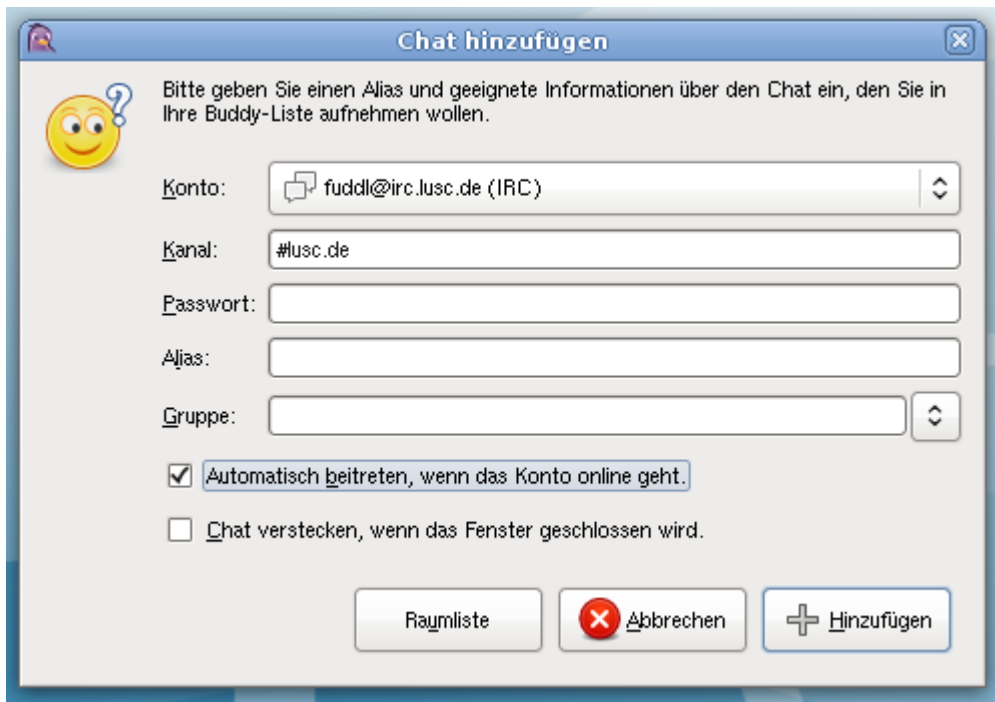 Chat hinzufügen
Bitte geben Sie einen Alias und geeignete Informationen über den Chat ein, den Sie in
Ihre Buddy-Liste aufnehmen wollen.
Konto: fuddl@irc.lusc.de (IRC)
Kanal: #lusc.de
Passwort:
Alias:
Gruppe:
Automatisch beitreten, wenn das Konto online geht.
Chat verstecken, wenn das Fenster geschlossen wird.
Raumliste Abbrechen Hinzufügen